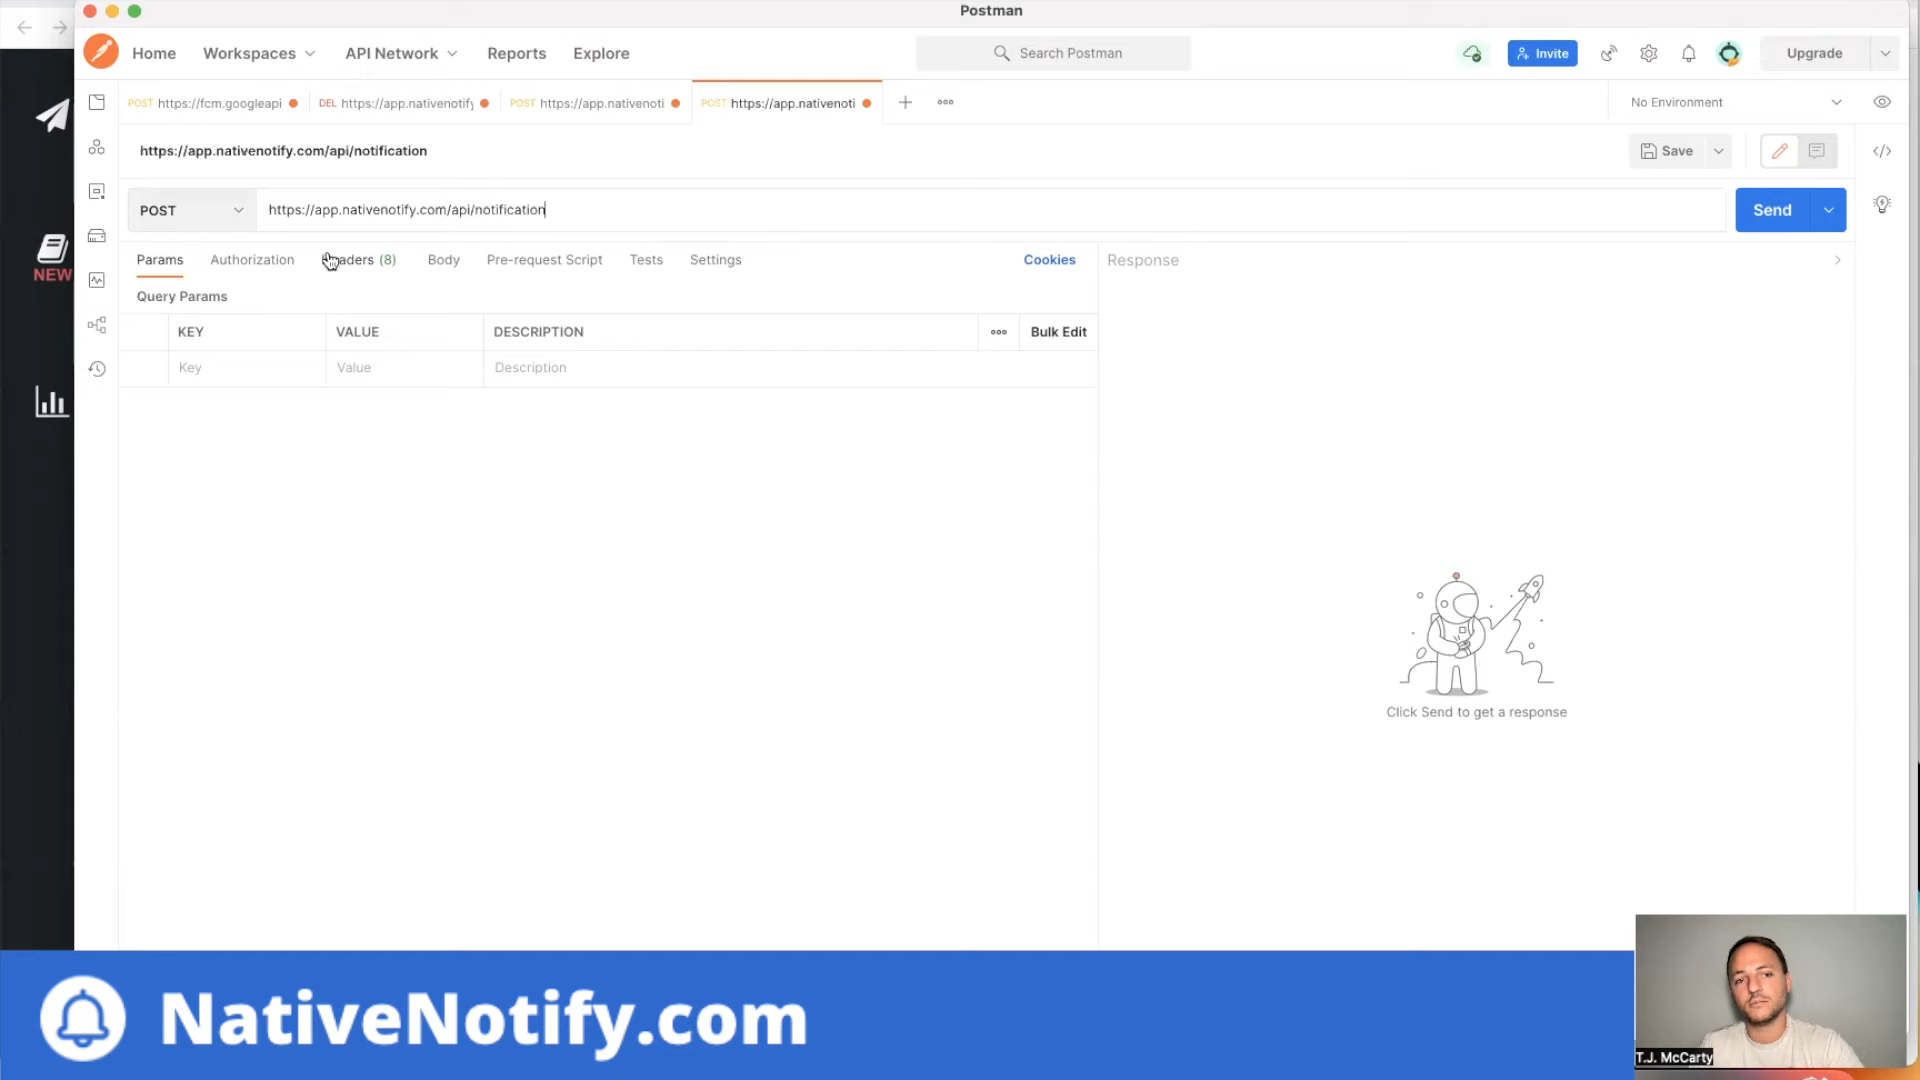 Postman
Home Workspaces API Network Reports Explore Search Postman Invite Upgrade
POST https://fcm.googleapi DEL https://app.nativenotify POST https://app.nativenoti POST https://app.nativenoti No Environment
https://app.nativenotify.com/api/notification Save
NEW
POST https://app.nativenotify.com/api/notification Send
Params Authorization (8) Body Pre-request Script Tests Settings Cookies Response
Query Params
KEY VALUE DESCRIPTION Bulk Edit
Key Value Description
Click Send to get a response
NativeNotify.com
T.J. McCarty